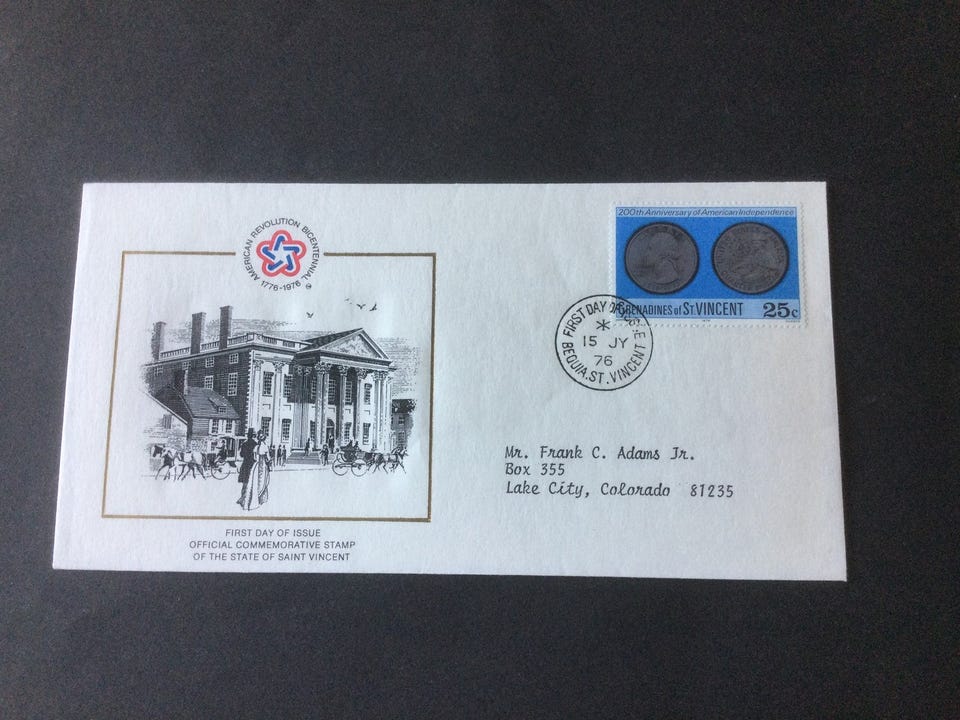 AMERICAN REVOLUTION BICENTENNIAL
1776-1976
200th Anniversary of American Independence
GRENADINES of ST VINCENT 25c
FIRST DAY OF ISSUE
15 JY
76
BEQUIA. ST. VINCENT
Mr. Frank C. Adams Jr.
Box 355
Lake City, Colorado 81235
FIRST DAY OF ISSUE
OFFICIAL COMMEMORATIVE STAMP
OF THE STATE OF SAINT VINCENT